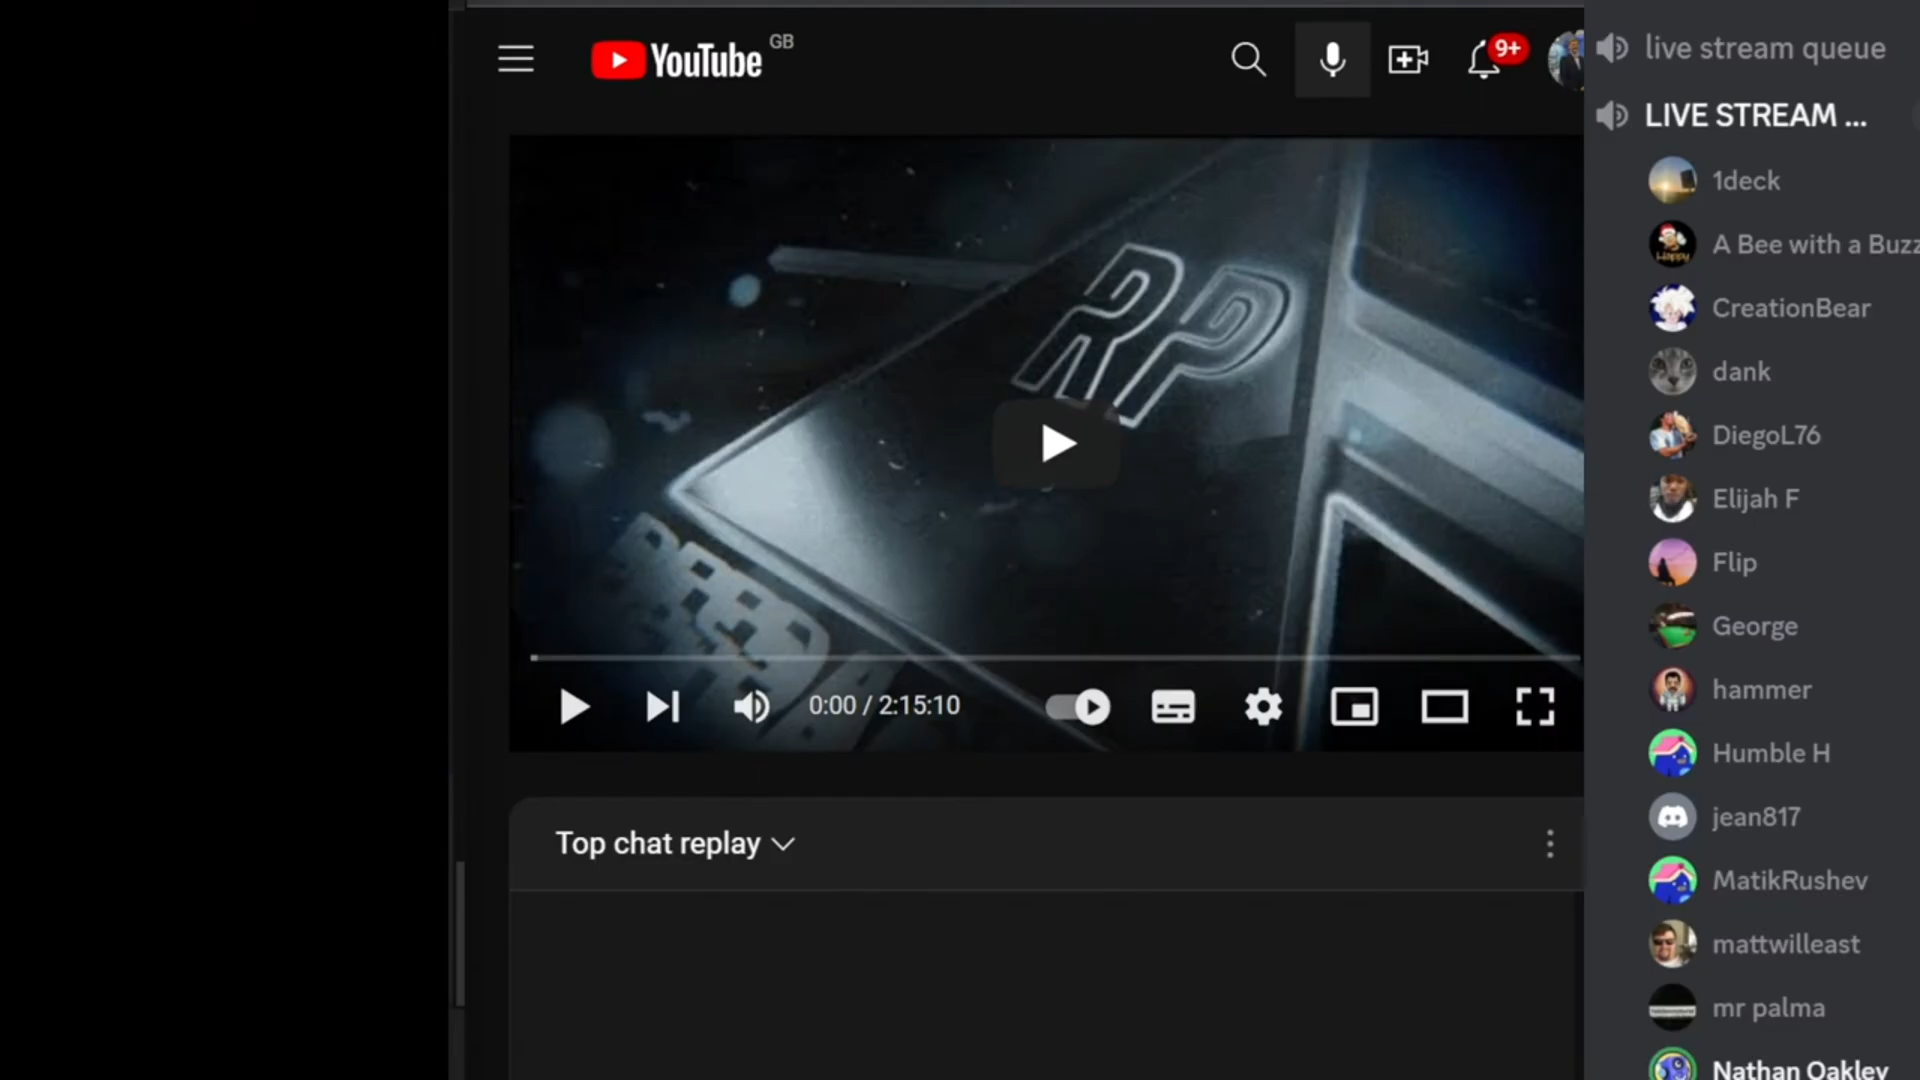 YouTube GB
9+
RP
0:00 / 2:15:10
Top chat replay
live stream queue
LIVE STREAM ...
1deck
A Bee with a Buzz
CreationBear
dank
DiegoL76
Elijah F
Flip
George
hammer
Humble H
jean817
MatikRushev
mattwilleast
mr palma
Nathan Oakley